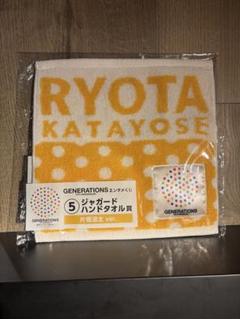 RYOTA
KATAYOSE
GENERATIONS エンタメくじ
⑤ ジャガード
ハンドタオル賞
片寄涼太 ver.
GENERATIONS